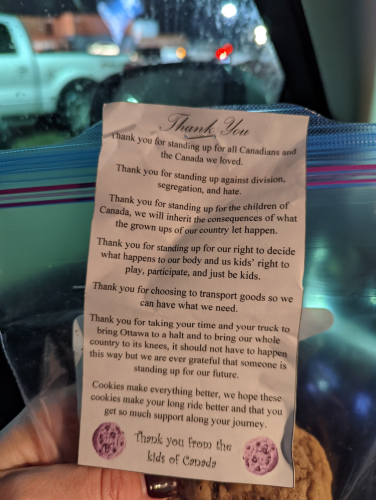 Thank You
Thank you for standing up for all Canadians and
the Canada we loved.
Thank you for standing up against division,
segregation, and hate.
Thank you for standing up for the children of
Canada, we will inherit the consequences of what
the grown ups of our country let happen.
Thank you for standing up for our right to decide
what happens to our body and us kids' right to
play, participate, and just be kids.
Thank you for choosing to transport goods so we
can have what we need.
Thank you for taking your time and your truck to
bring Ottawa to a halt and to bring our whole
country to its knees, it should not have to happen
this way but we are ever grateful that someone is
standing up for our future.
Cookies make everything better, we hope these
cookies make your long ride better and that you
get so much support along your journey.
Thank you from the
kids of Canada